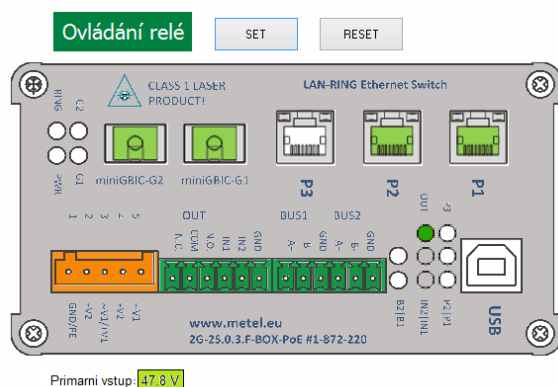 Ovládání relé SET RESET
CLASS 1 LASER
PRODUCT!
LAN-RING Ethernet Switch
RING G2
PWR G1
miniGBIC-G2 miniGBIC-G1
P3 P2 P1
OUT P3
1 2 3 4 5
OUT
BUS1 BUS2
N.C. COM N.O. IN1 IN2 GND
A- B GND A- B- GND
GND/FE -V2 ~V1/-V1 +V2 ~V1
B2|B1 IN2|IN1 P2|P1
USB
www.metel.eu
2G-2S.0.3.F-BOX-PoE #1-872-220
Primarni vstup: 47.8 V